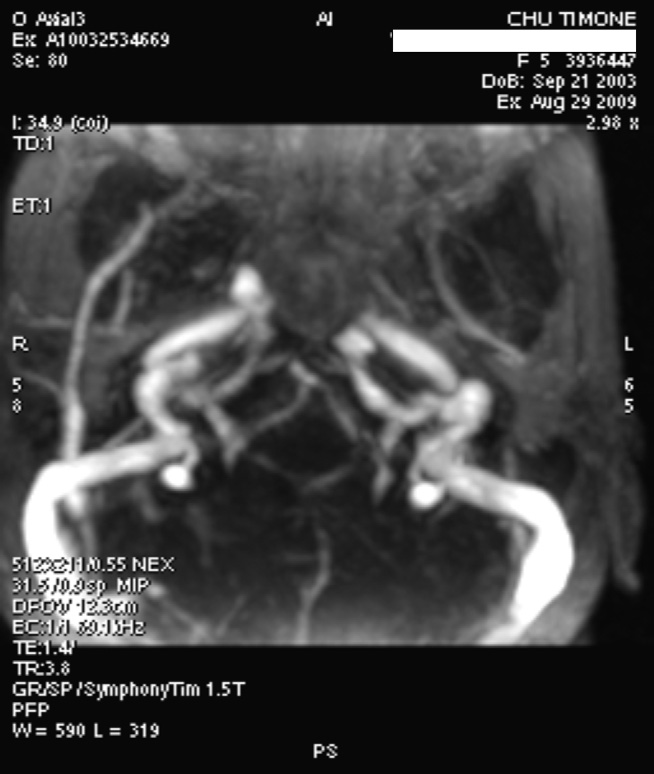 O Axial3
AI
CHU TIMONE
Ex: A10032534669
Se: 80
F 5 3936447
DoB: Sep 21 2003
Ex: Aug 29 2009
I: 34.9 (coi)
2.98 x
TD:1
ET:1
R
L
5
8
6
5
512X211/0.55 NEX
31.5/0.9sp MIP
DFOV 12.3cm
EC:1/1 69.1kHz
TE:1.4/
TR:3.8
GR/SP /SymphonyTim 1.5T
PFP
W = 590 L = 319
PS